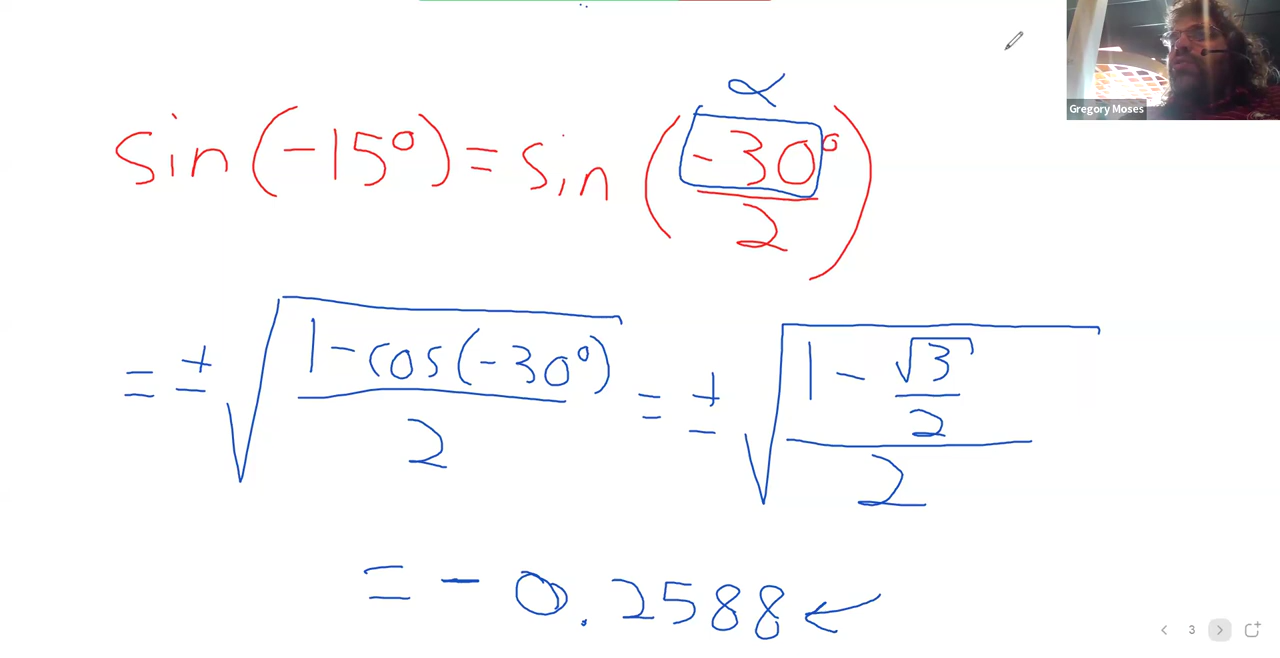 Gregory Moses
α
sin(-15°) = sin(-30°/2)
= ± √((1 - cos(-30°))/2) = ± √((1 - √3/2)/2)
= - 0.2588 ←
3